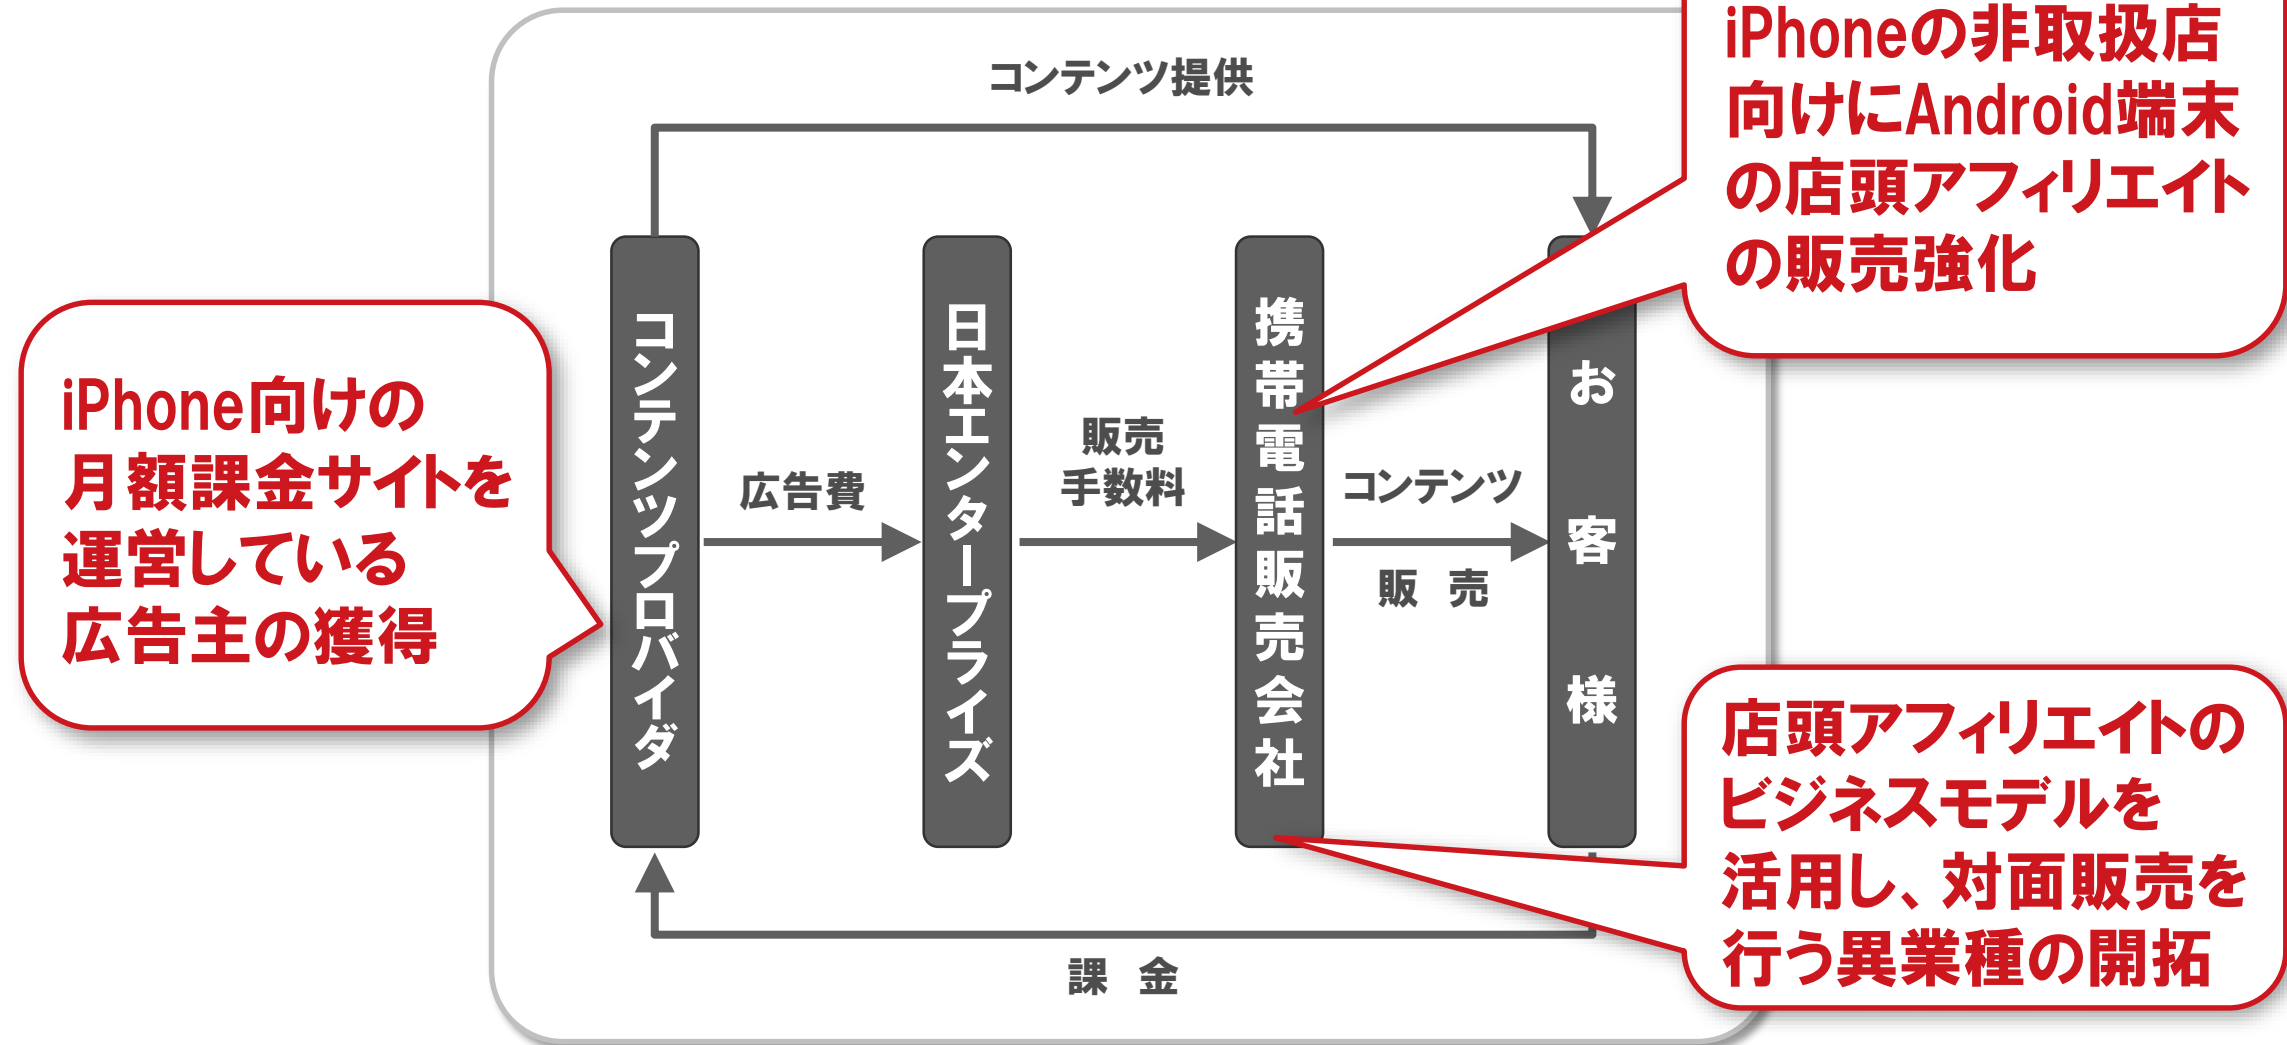 コンテンツ提供
iPhoneの非取扱店
向けにAndroid端末
の店頭アフィリエイト
の販売強化
iPhone向けの
月額課金サイトを
運営している
広告主の獲得
コンテンツプロバイダ
広告費
日本エンタープライズ
販売
手数料
携帯電話販売会社
コンテンツ
販 売
お客様
店頭アフィリエイトの
ビジネスモデルを
活用し、対面販売を
行う異業種の開拓
課 金